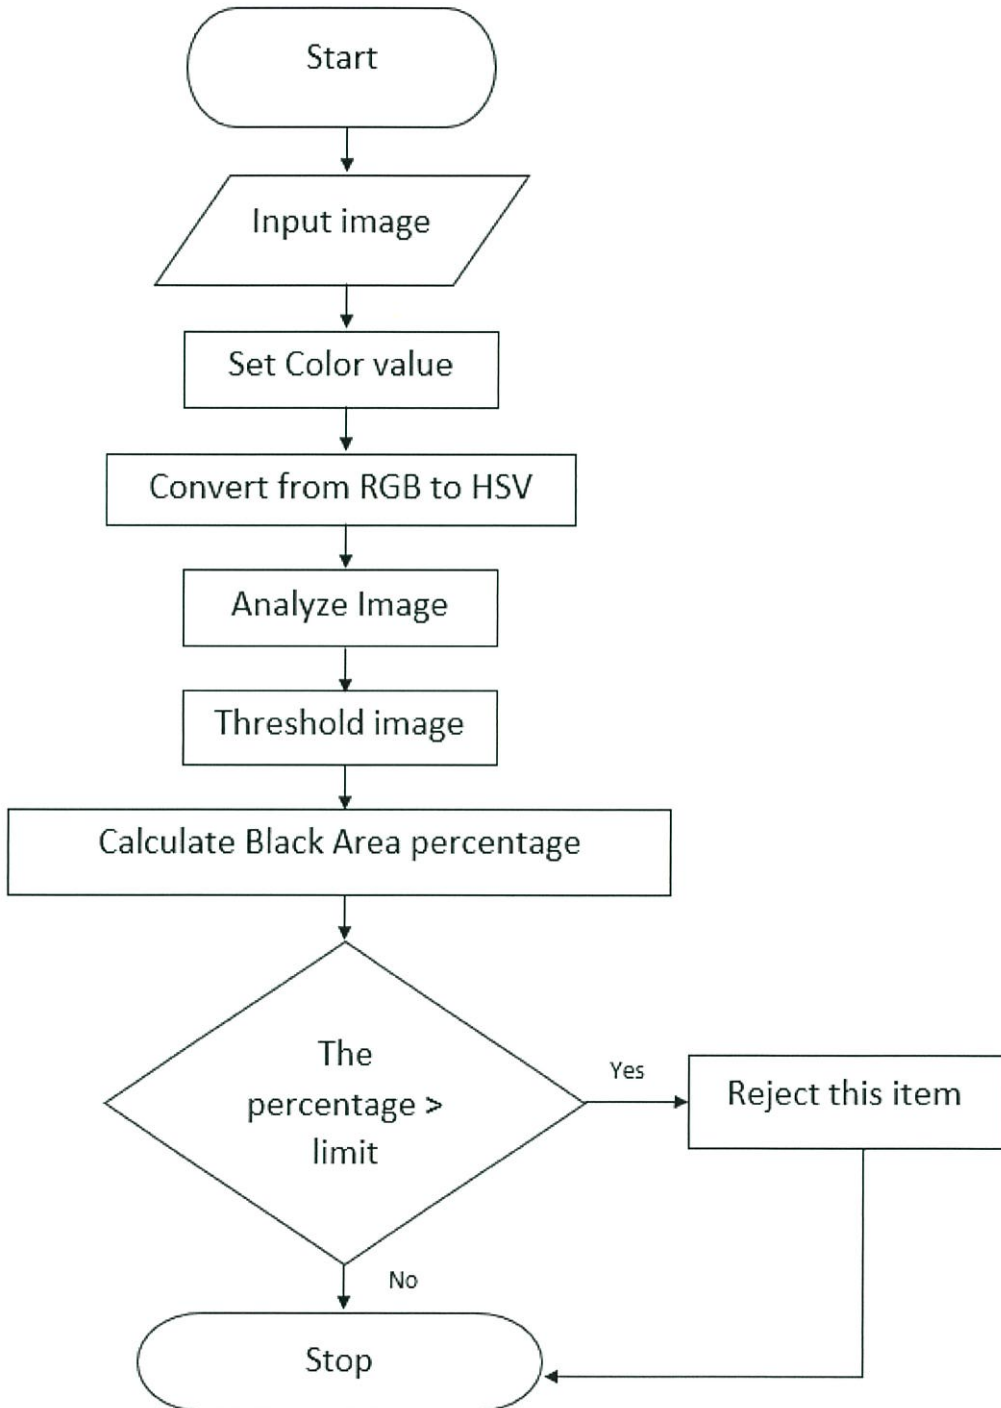 Start
Input image
Set Color value
Convert from RGB to HSV
Analyze Image
Threshold image
Calculate Black Area percentage
The
percentage >
limit
Yes
Reject this item
No
Stop